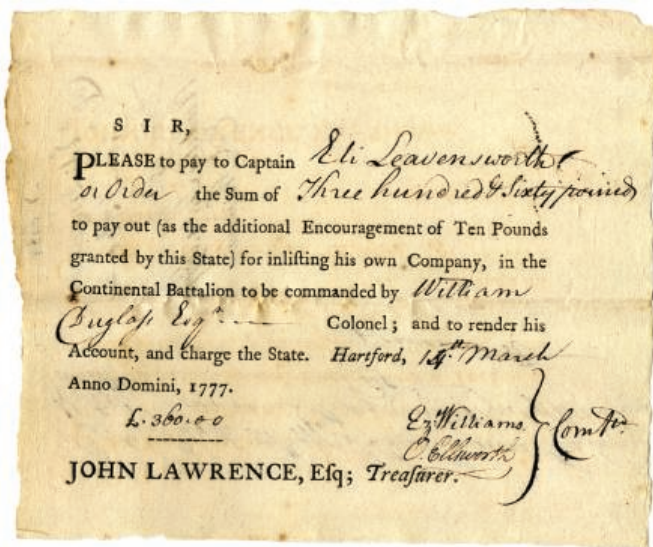 SIR,
PLEASE to pay to Captain Eli Leavensworth
or Order the Sum of Three hundred & Sixty pounds
to pay out (as the additional Encouragement of Ten Pounds
granted by this State) for inlisting his own Company, in the
Continental Battalion to be commanded by William
Duglass Esqr. Colonel; and to render his
Account, and charge the State. Hartford, 14th March
Anno Domini, 1777.
£.360.00
Ez Williams
O. Ellsworth
Comtee
JOHN LAWRENCE, Esq; Treasurer.